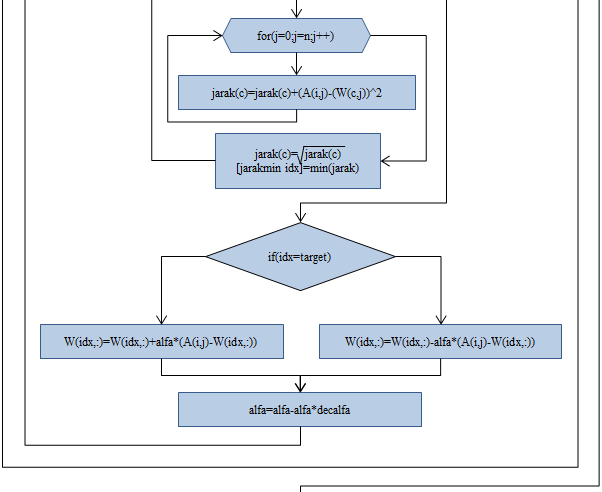 for(j=0;j=n;j++)
jarak(c)=jarak(c)+(A(i,j)-(W(c,j))^2
jarak(c)=√jarak(c)
[jarakmin idx]=min(jarak)
if(idx=target)
W(idx,:)=W(idx,:)+alfa*(A(i,j)-W(idx,:))
W(idx,:)=W(idx,:)-alfa*(A(i,j)-W(idx,:))
alfa=alfa-alfa*decalfa